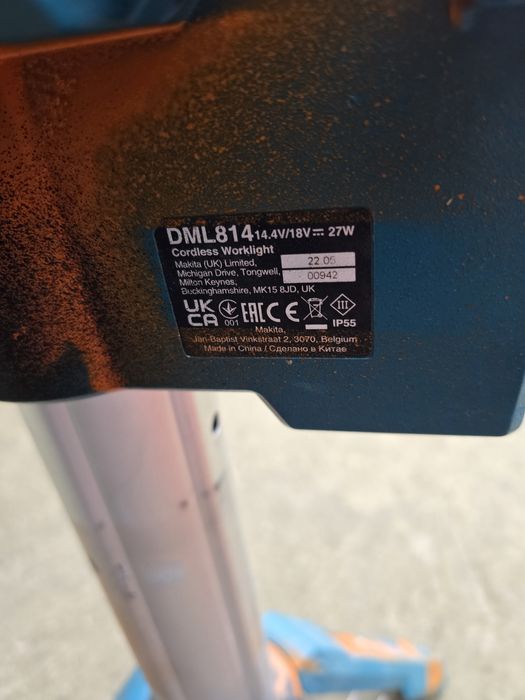 DML814 14.4V/18V⎓ 27W
Cordless Worklight
Makita (UK) Limited, 22.05
Michigan Drive, Tongwell, 00942
Milton Keynes,
Buckinghamshire, MK15 8JD, UK
UK
CA 001 EAC CE III IP55
Makita,
Jan-Baptist Vinkstraat 2, 3070, Belgium
Made in China / Сделано в Китае